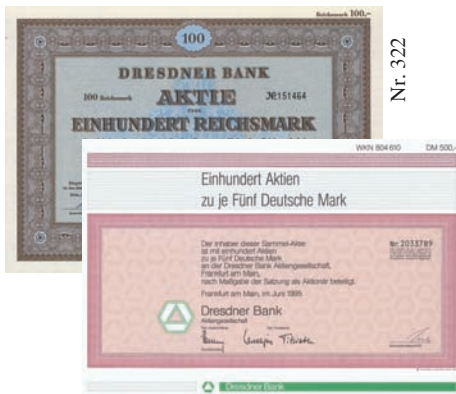 Reichsmark 100,-
100
DRESDNER BANK
100 Reichsmark AKTIE №151464
EINHUNDERT REICHSMARK
Nr. 322
WKN 804 610 DM 500,-
Einhundert Aktien
zu je Fünf Deutsche Mark
Der Inhaber dieser Sammel-Aktie
ist mit einhundert Aktien
zu je Fünf Deutsche Mark
an der Dresdner Bank Aktiengesellschaft,
Frankfurt am Main,
nach Maßgabe der Satzung als Aktionär beteiligt.
Nr. 2033789
Frankfurt am Main, im Juni 1995
Dresdner Bank
Aktiengesellschaft
Dresdner Bank